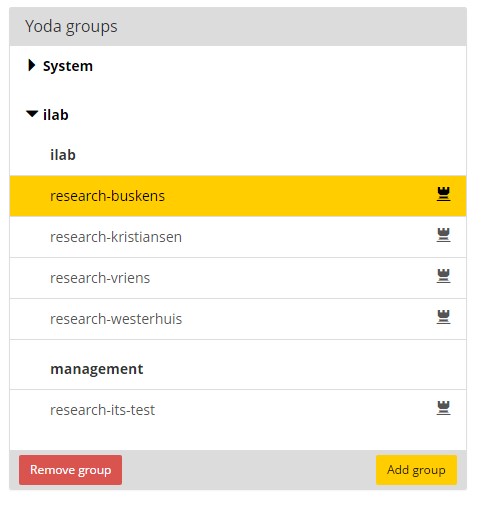 Yoda groups
System
ilab
ilab
research-buskens
research-kristiansen
research-vriens
research-westerhuis
management
research-its-test
Remove group Add group